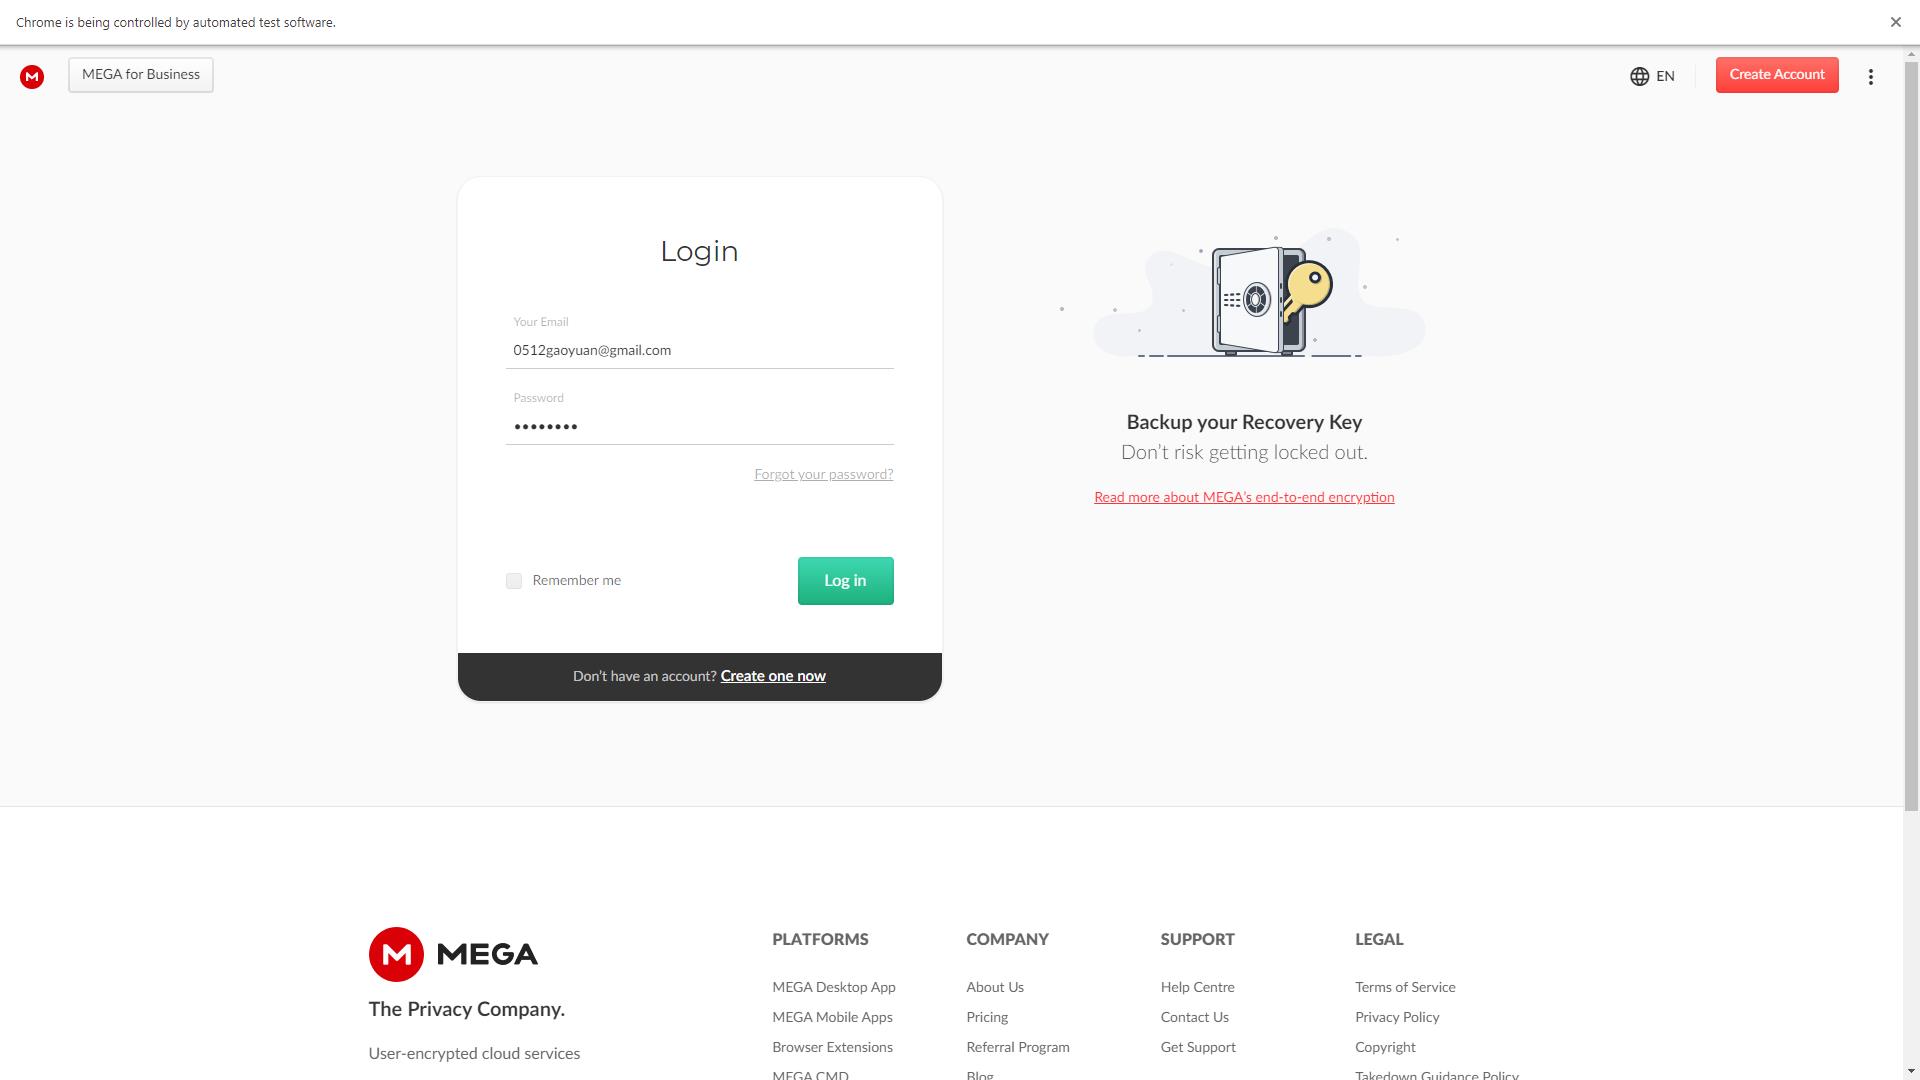 Chrome is being controlled by automated test software.
MEGA for Business
EN
Create Account
Login
Your Email
0512gaoyuan@gmail.com
Password
••••••••
Forgot your password?
Remember me
Log in
Don't have an account? Create one now
Backup your Recovery Key
Don't risk getting locked out.
Read more about MEGA's end-to-end encryption
MEGA
The Privacy Company.
User-encrypted cloud services
PLATFORMS
MEGA Desktop App
MEGA Mobile Apps
Browser Extensions
MEGA CMD
COMPANY
About Us
Pricing
Referral Program
Blog
SUPPORT
Help Centre
Contact Us
Get Support
LEGAL
Terms of Service
Privacy Policy
Copyright
Takedown Guidance Policy